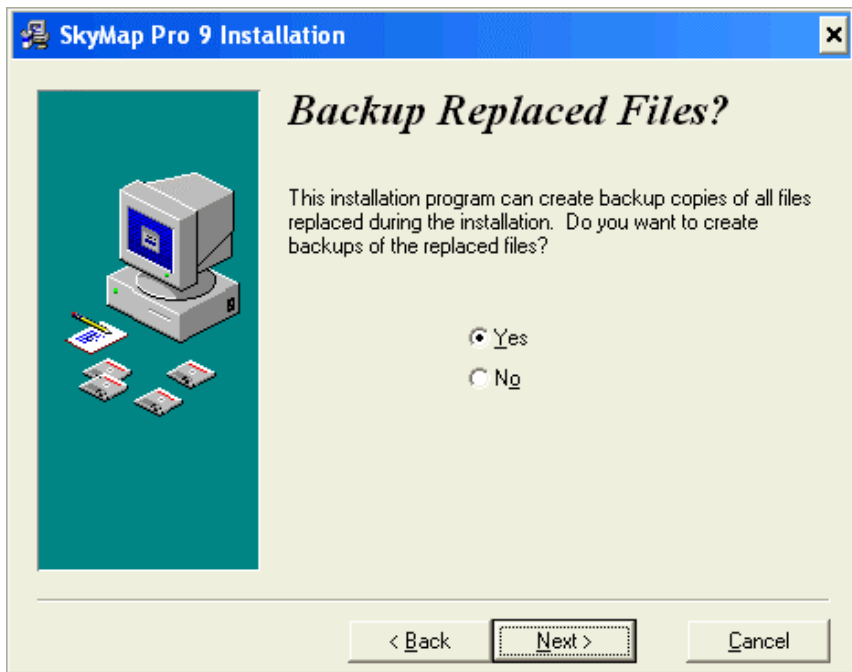 SkyMap Pro 9 Installation
Backup Replaced Files?
This installation program can create backup copies of all files
replaced during the installation.  Do you want to create
backups of the replaced files?
Yes
No
< Back
Next >
Cancel